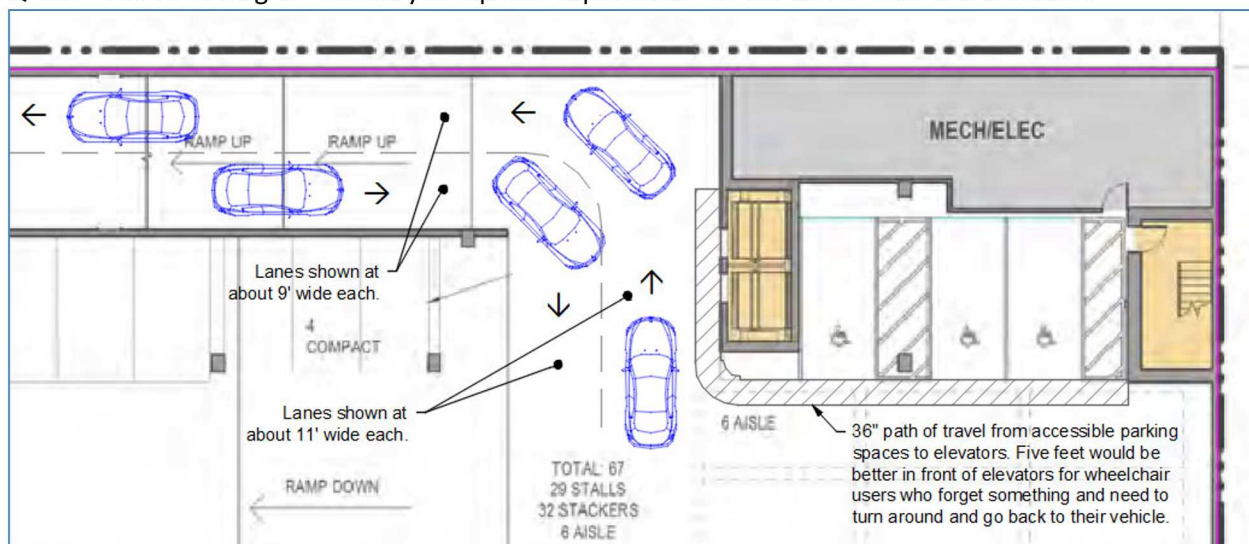 MECH/ELEC
RAMP UP
RAMP UP
Lanes shown at
about 9' wide each.
4
COMPACT
Lanes shown at
about 11' wide each.
6 AISLE
36" path of travel from accessible parking
spaces to elevators. Five feet would be
better in front of elevators for wheelchair
users who forget something and need to
turn around and go back to their vehicle.
RAMP DOWN
TOTAL: 67
29 STALLS
32 STACKERS
6 AISLE